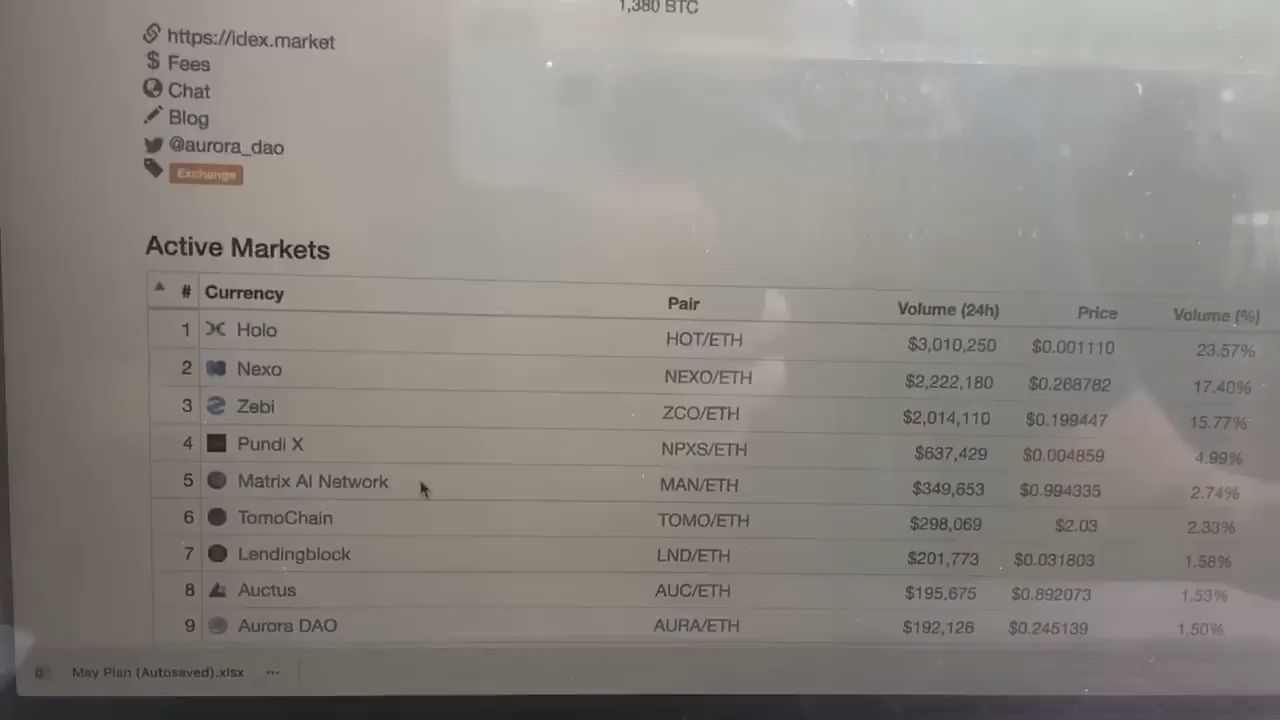 1,380 BTC
https://idex.market
Fees
Chat
Blog
@aurora_dao
Exchange
Active Markets
# Currency Pair Volume (24h) Price Volume (%)
1 Holo HOT/ETH $3,010,250 $0.001110 23.57%
2 Nexo NEXO/ETH $2,222,180 $0.268782 17.40%
3 Zebi ZCO/ETH $2,014,110 $0.199447 15.77%
4 Pundi X NPXS/ETH $637,429 $0.004859 4.99%
5 Matrix AI Network MAN/ETH $349,653 $0.994335 2.74%
6 TomoChain TOMO/ETH $298,069 $2.03 2.33%
7 Lendingblock LND/ETH $201,773 $0.031803 1.58%
8 Auctus AUC/ETH $195,675 $0.892073 1.53%
9 Aurora DAO AURA/ETH $192,126 $0.245139 1.50%
May Plan (Autosaved).xlsx